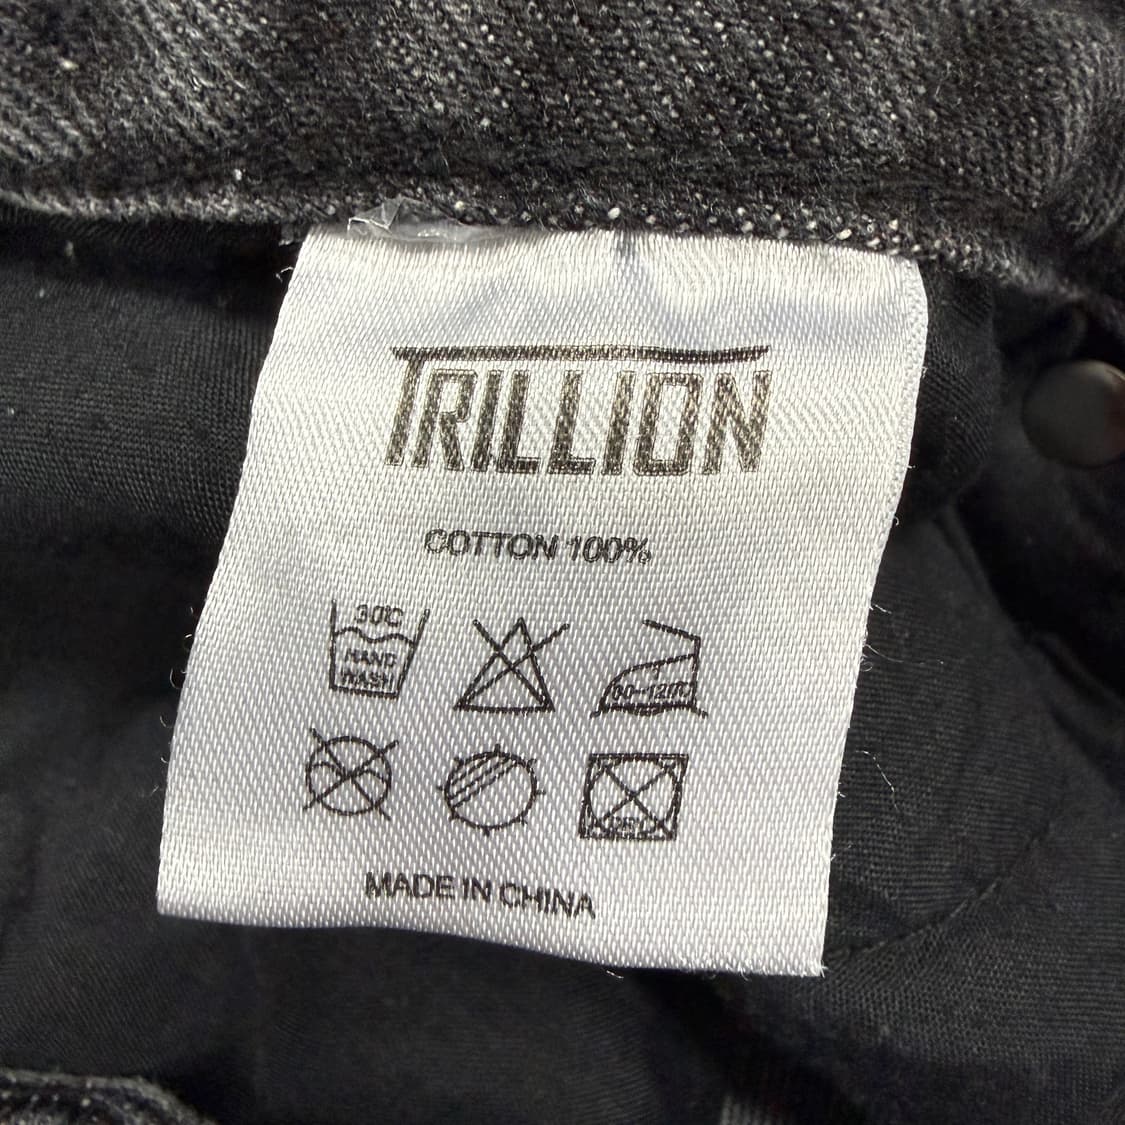 TRILLION
COTTON 100%
30℃
HAND
WASH
MADE IN CHINA